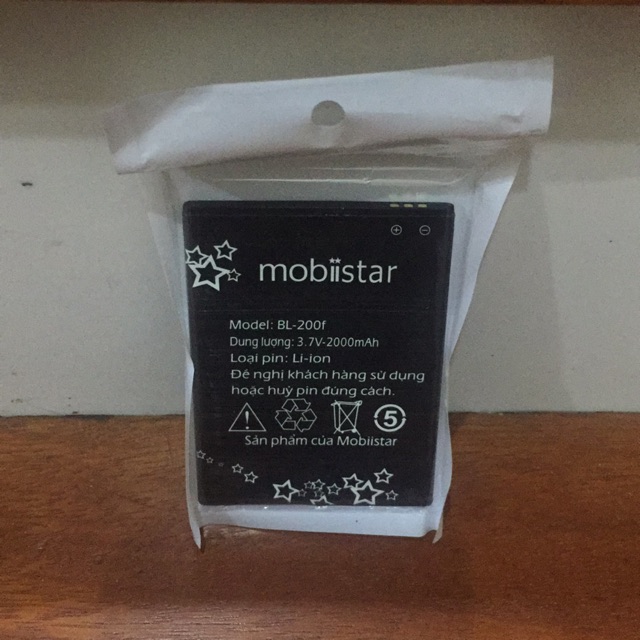 mobiistar
Model: BL-200f
Dung lượng: 3.7V-2000mAh
Loại pin: Li-ion
Đề nghị khách hàng sử dụng
hoặc huỷ pin đúng cách.
5
Sản phẩm của Mobiistar